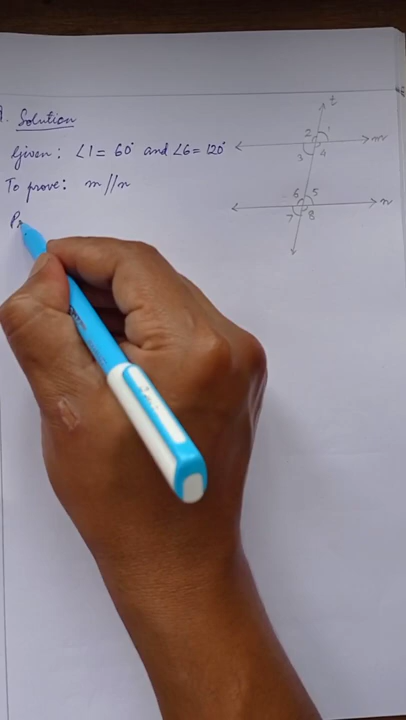 Solution
Given: ∠1 = 60° and ∠6 = 120°
To prove: m//n
t
2 1
m
3 4
6 5
n
7 8